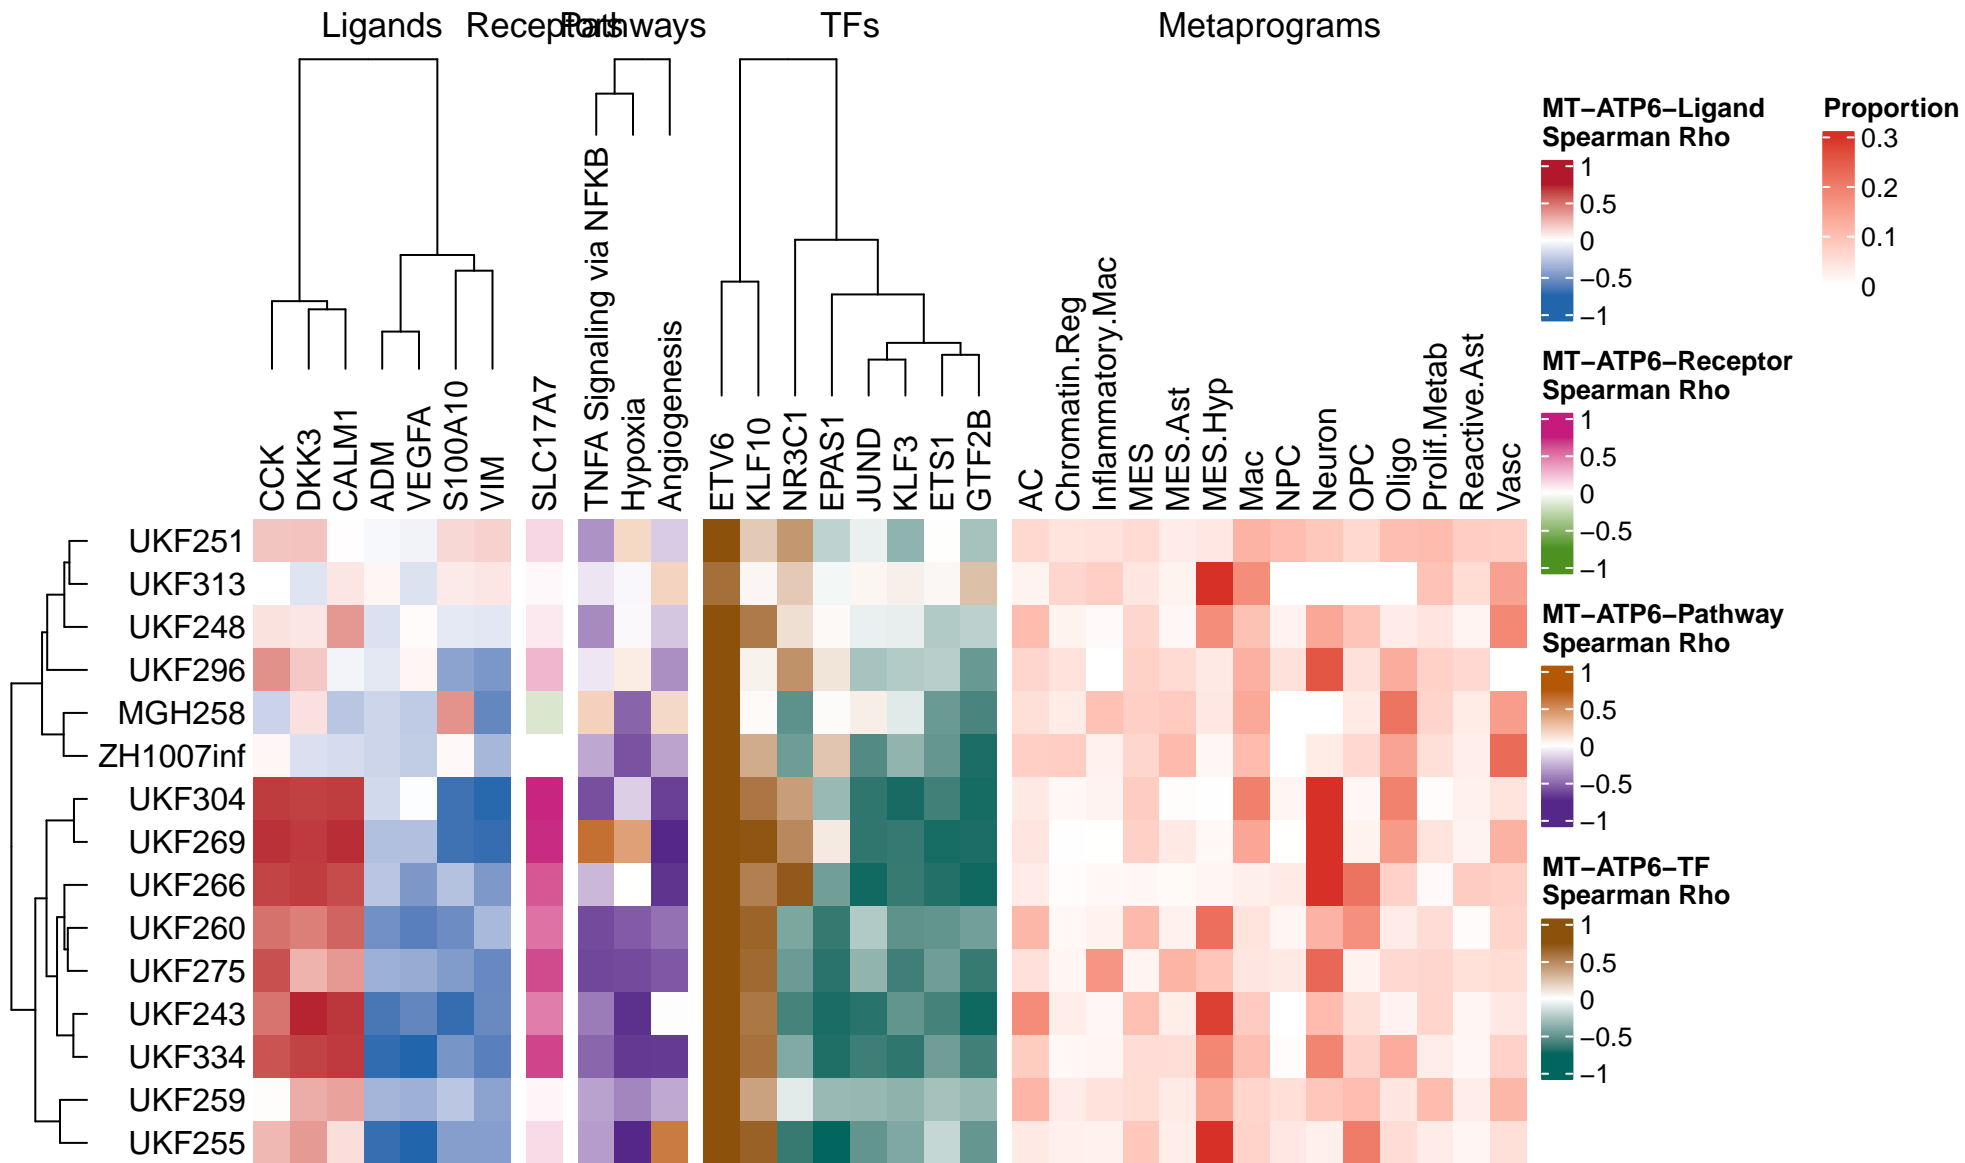 Ligands
Receptors
Pathways
TFs
Metaprograms
CCK
DKK3
CALM1
ADM
VEGFA
S100A10
VIM
SLC17A7
TNFA Signaling via NFKB
Hypoxia
Angiogenesis
ETV6
KLF10
NR3C1
EPAS1
JUND
KLF3
ETS1
GTF2B
AC
Chromatin.Reg
Inflammatory.Mac
MES
MES.Ast
MES.Hyp
Mac
NPC
Neuron
OPC
Oligo
Prolif.Metab
Reactive.Ast
Vasc
UKF251
UKF313
UKF248
UKF296
MGH258
ZH1007inf
UKF304
UKF269
UKF266
UKF260
UKF275
UKF243
UKF334
UKF259
UKF255
MT−ATP6−Ligand
Spearman Rho
1
0.5
0
−0.5
−1
MT−ATP6−Receptor
Spearman Rho
1
0.5
0
−0.5
−1
MT−ATP6−Pathway
Spearman Rho
1
0.5
0
−0.5
−1
MT−ATP6−TF
Spearman Rho
1
0.5
0
−0.5
−1
Proportion
0.3
0.2
0.1
0